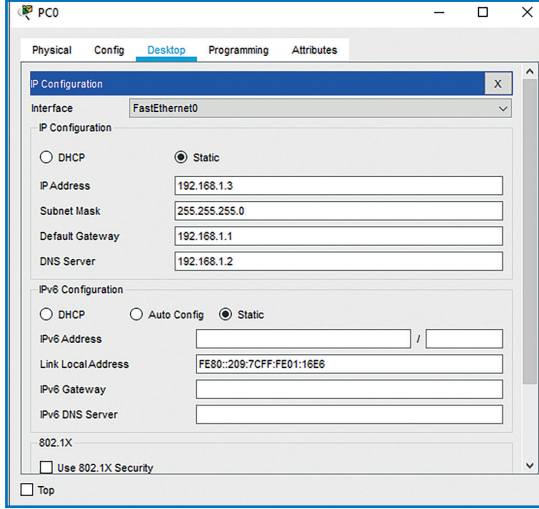 PC0
Physical Config Desktop Programming Attributes
IP Configuration X
Interface FastEthernet0
IP Configuration
DHCP Static
IP Address 192.168.1.3
Subnet Mask 255.255.255.0
Default Gateway 192.168.1.1
DNS Server 192.168.1.2
IPv6 Configuration
DHCP Auto Config Static
IPv6 Address /
Link Local Address FE80::209:7CFF:FE01:16E6
IPv6 Gateway
IPv6 DNS Server
802.1X
Use 802.1X Security
Top